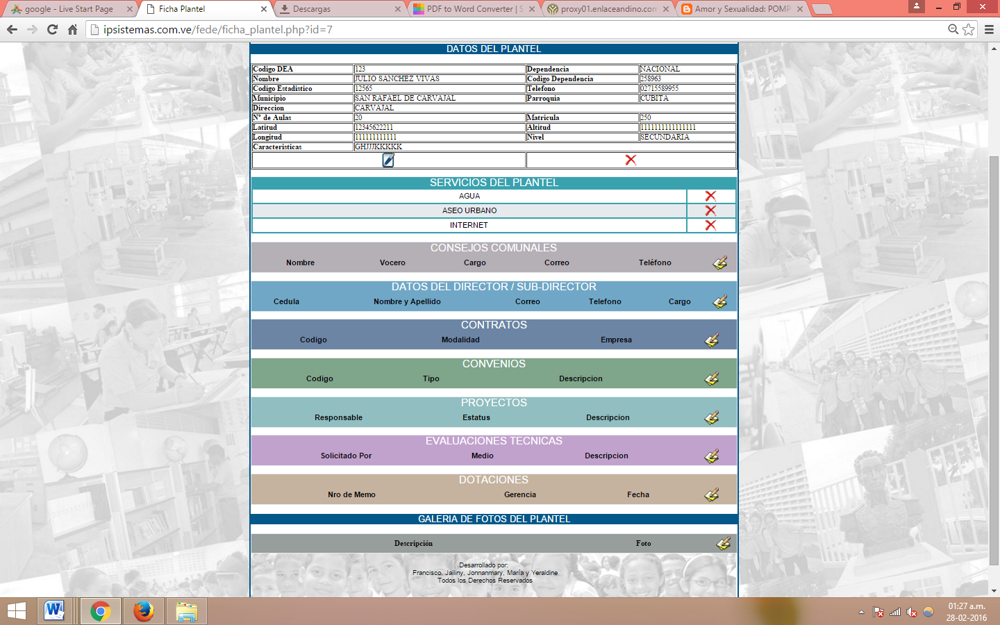 google - Live Start Page
Ficha Plantel
Descargas
PDF to Word Converter | S
proxy01.enlaceandino.com
Amor y Sexualidad: POMP
ipsistemas.com.ve/fede/ficha_plantel.php?id=7
DATOS DEL PLANTEL
Codigo DEA 123 Dependencia NACIONAL
Nombre JULIO SANCHEZ VIVAS Codigo Dependencia 258963
Codigo Estadistico 12565 Telefono 02715589955
Municipio SAN RAFAEL DE CARVAJAL Parroquia CUBITA
Direccion CARVAJAL
Nº de Aulas 20 Matricula 250
Latitud 12345622211 Altitud 1111111111111111
Longitud 111111111111 Nivel SECUNDARIA
Caracteristicas GHJJJKKKKK
SERVICIOS DEL PLANTEL
AGUA
ASEO URBANO
INTERNET
CONSEJOS COMUNALES
Nombre Vocero Cargo Correo Teléfono
DATOS DEL DIRECTOR / SUB-DIRECTOR
Cedula Nombre y Apellido Correo Telefono Cargo
CONTRATOS
Codigo Modalidad Empresa
CONVENIOS
Codigo Tipo Descripcion
PROYECTOS
Responsable Estatus Descripcion
EVALUACIONES TECNICAS
Solicitado Por Medio Descripcion
DOTACIONES
Nro de Memo Gerencia Fecha
GALERIA DE FOTOS DEL PLANTEL
Descripción Foto
Desarrollado por:
Francisco, Jailiny, Jonnanmary, María y Yeraldine
Todos los Derechos Reservados
01:27 a.m.
28-02-2016